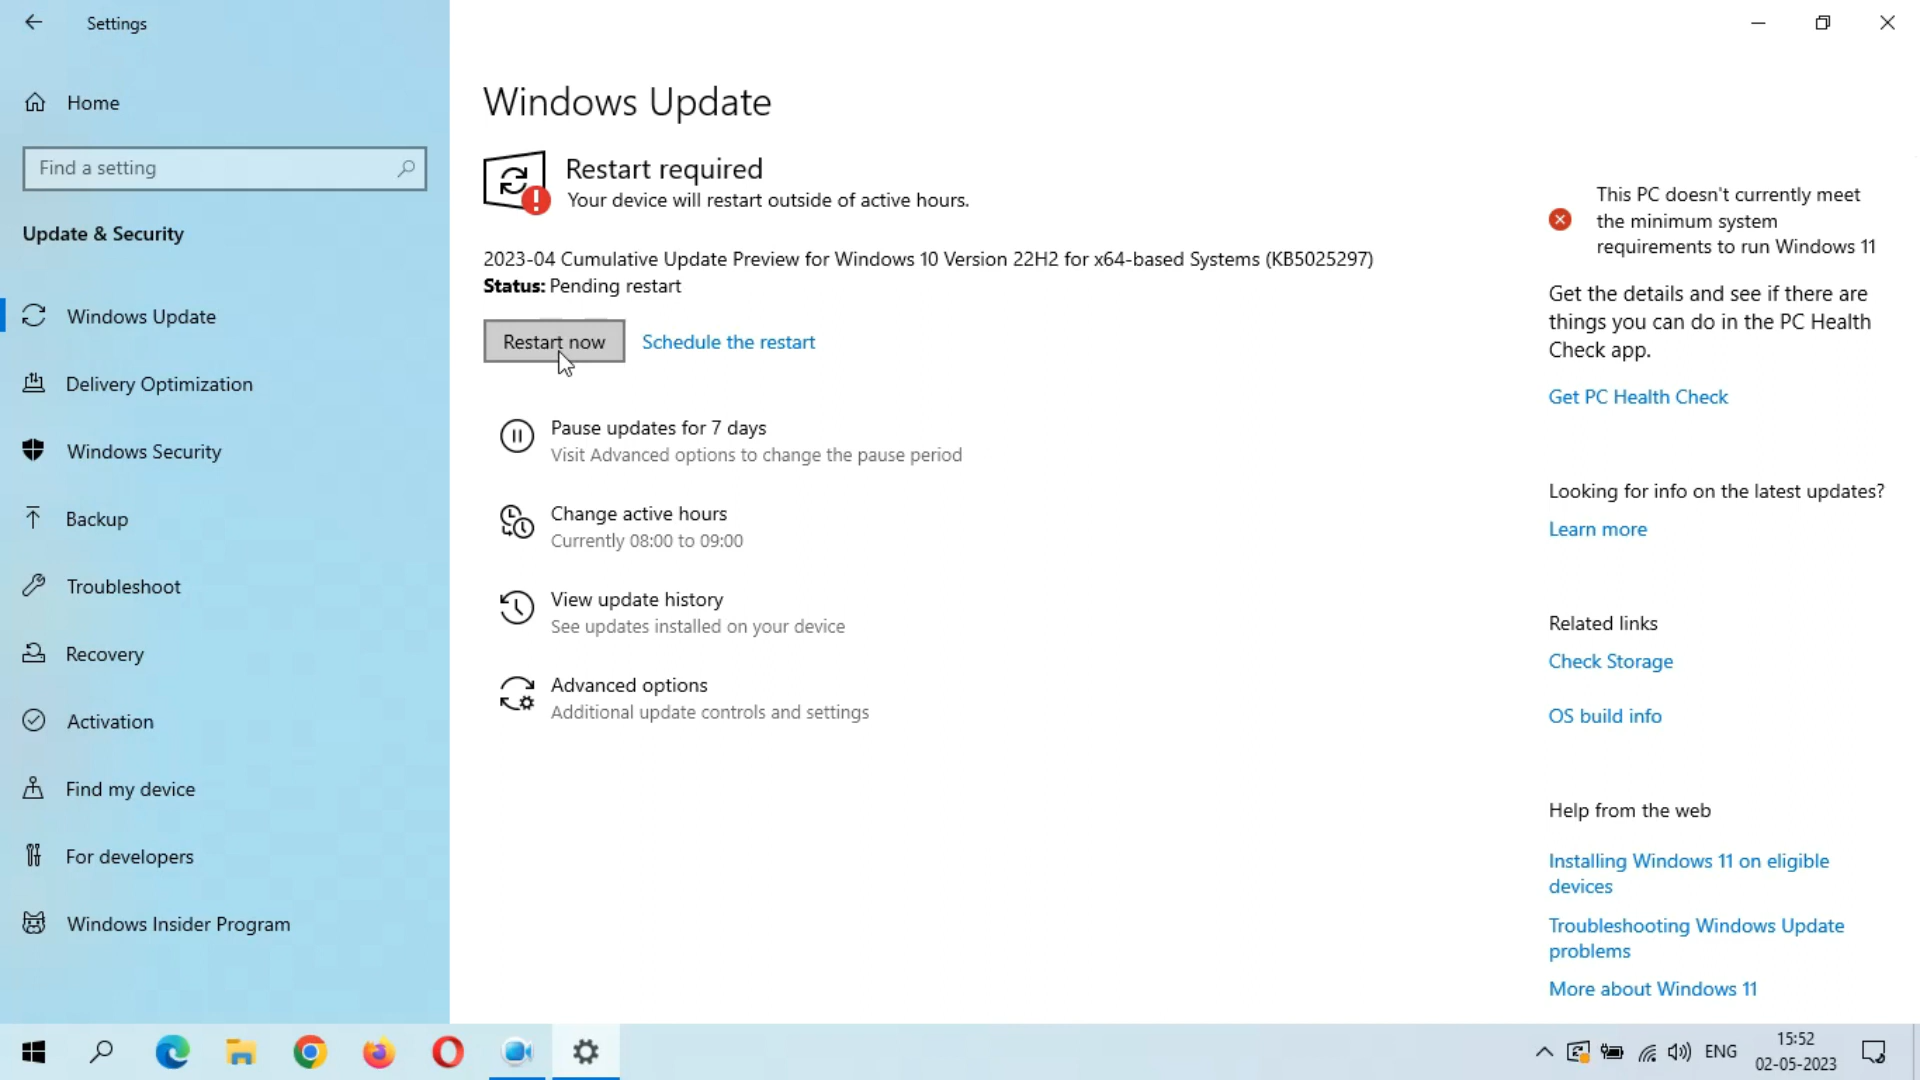 Settings
Home
Find a setting
Update & Security
Windows Update
Delivery Optimization
Windows Security
Backup
Troubleshoot
Recovery
Activation
Find my device
For developers
Windows Insider Program
Windows Update
Restart required
Your device will restart outside of active hours.
2023-04 Cumulative Update Preview for Windows 10 Version 22H2 for x64-based Systems (KB5025297)
Status: Pending restart
Restart now
Schedule the restart
Pause updates for 7 days
Visit Advanced options to change the pause period
Change active hours
Currently 08:00 to 09:00
View update history
See updates installed on your device
Advanced options
Additional update controls and settings
This PC doesn't currently meet
the minimum system
requirements to run Windows 11
Get the details and see if there are
things you can do in the PC Health
Check app.
Get PC Health Check
Looking for info on the latest updates?
Learn more
Related links
Check Storage
OS build info
Help from the web
Installing Windows 11 on eligible
devices
Troubleshooting Windows Update
problems
More about Windows 11
ENG
15:52
02-05-2023